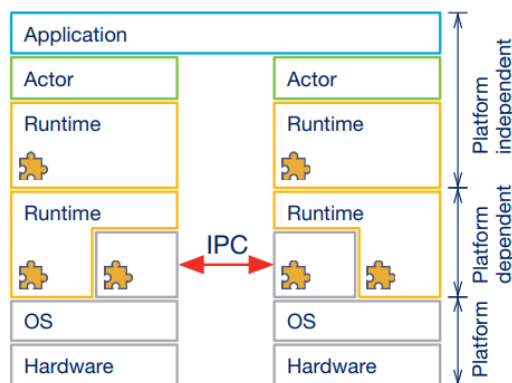 Application
Actor
Actor
Runtime
Runtime
Runtime
Runtime
IPC
OS
OS
Hardware
Hardware
Platform
independent
Platform
dependent
Platform